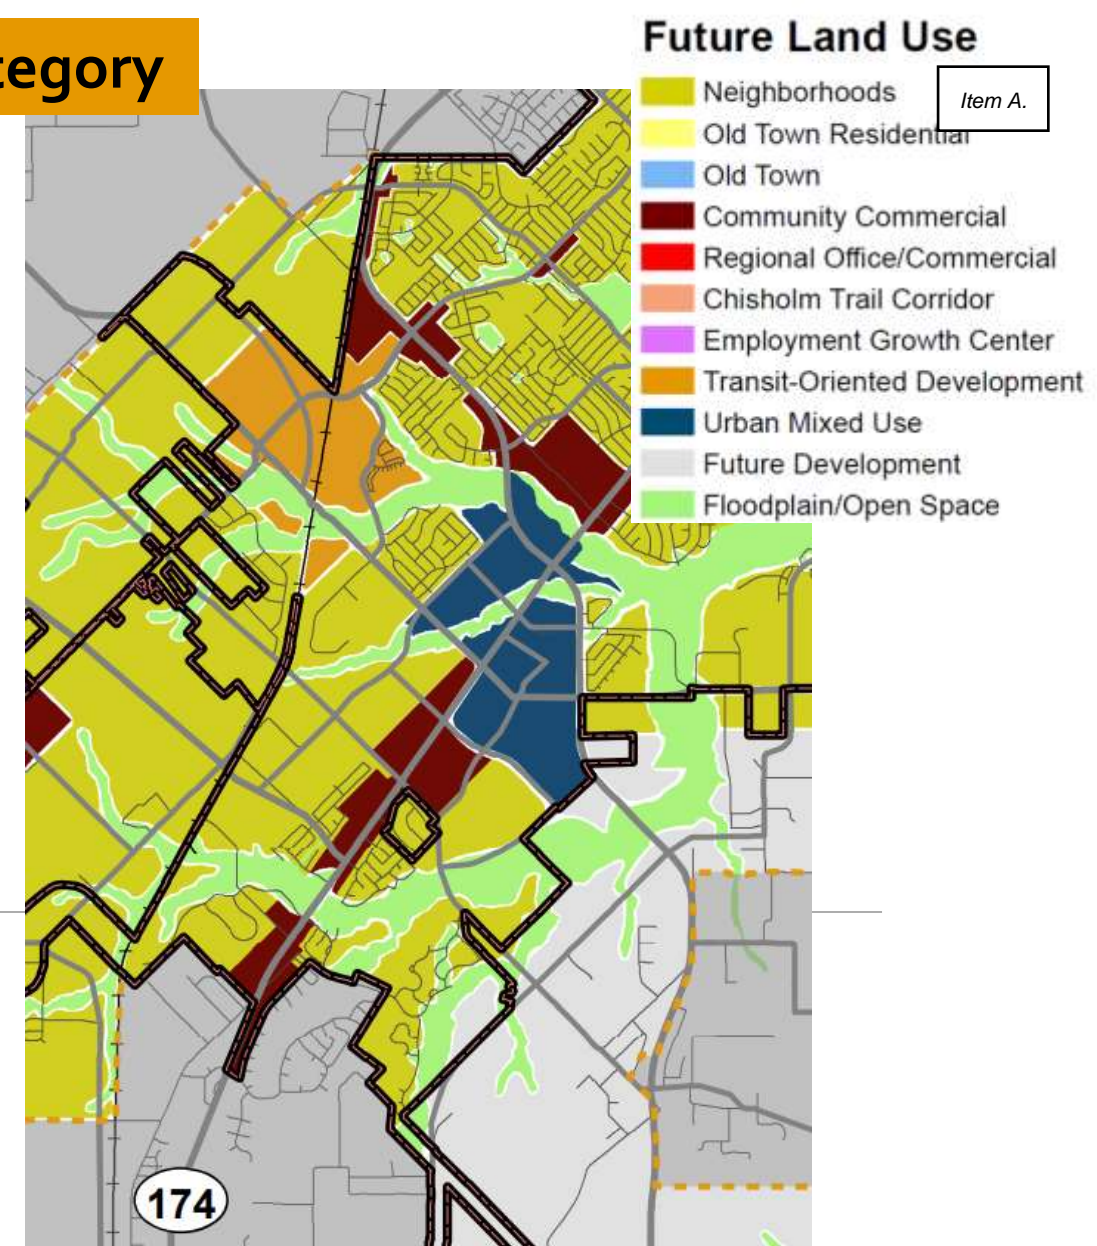 tegory
Future Land Use
Neighborhoods
Item A.
Old Town Residential
Old Town
Community Commercial
Regional Office/Commercial
Chisholm Trail Corridor
Employment Growth Center
Transit-Oriented Development
Urban Mixed Use
Future Development
Floodplain/Open Space
174